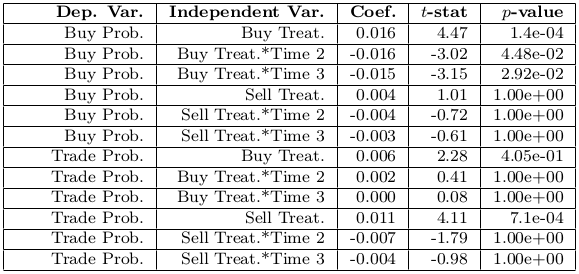 Dep. Var. Independent Var. Coef. t-stat p-value
Buy Prob. Buy Treat. 0.016 4.47 1.4e-04
Buy Prob. Buy Treat.*Time 2 -0.016 -3.02 4.48e-02
Buy Prob. Buy Treat.*Time 3 -0.015 -3.15 2.92e-02
Buy Prob. Sell Treat. 0.004 1.01 1.00e+00
Buy Prob. Sell Treat.*Time 2 -0.004 -0.72 1.00e+00
Buy Prob. Sell Treat.*Time 3 -0.003 -0.61 1.00e+00
Trade Prob. Buy Treat. 0.006 2.28 4.05e-01
Trade Prob. Buy Treat.*Time 2 0.002 0.41 1.00e+00
Trade Prob. Buy Treat.*Time 3 0.000 0.08 1.00e+00
Trade Prob. Sell Treat. 0.011 4.11 7.1e-04
Trade Prob. Sell Treat.*Time 2 -0.007 -1.79 1.00e+00
Trade Prob. Sell Treat.*Time 3 -0.004 -0.98 1.00e+00